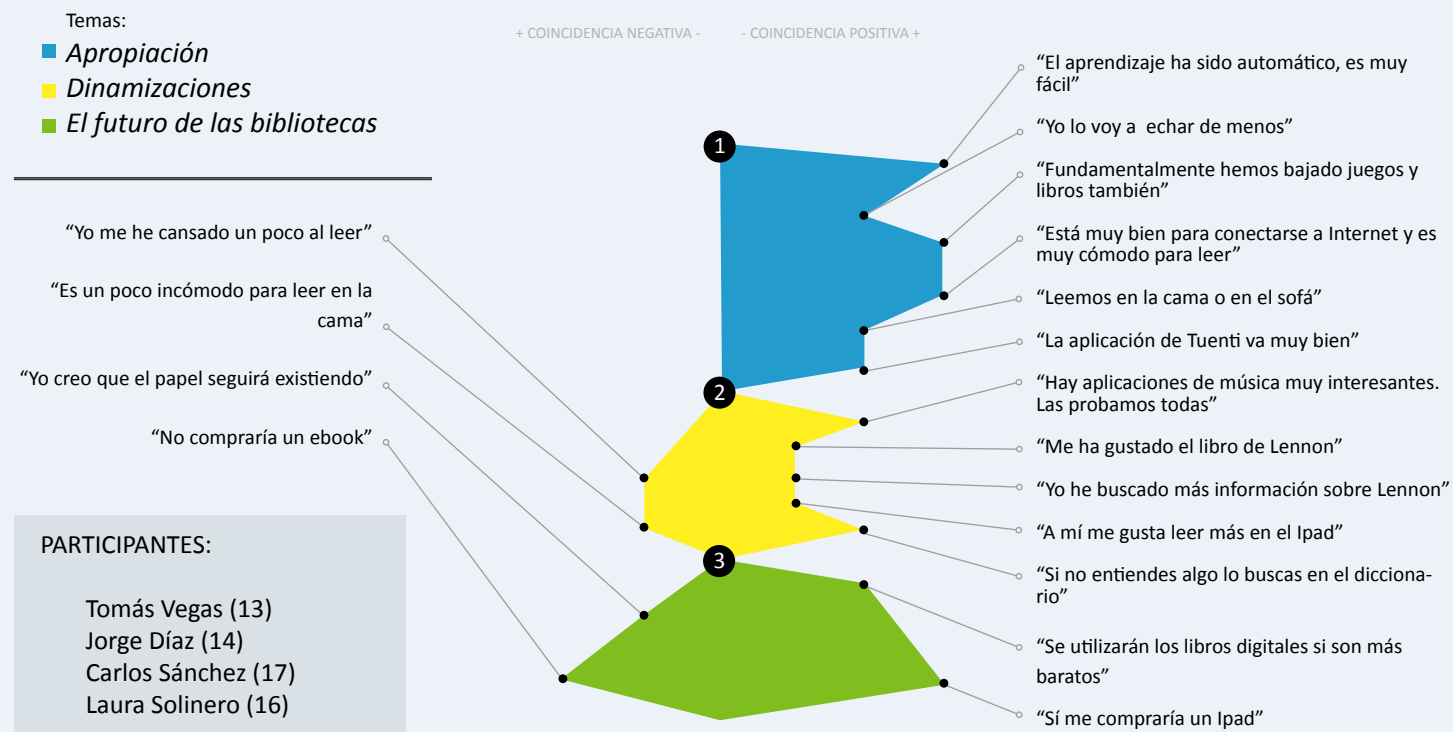 Temas:
Apropiación
Dinamizaciones
El futuro de las bibliotecas
+ COINCIDENCIA NEGATIVA -
- COINCIDENCIA POSITIVA +
“Yo me he cansado un poco al leer”
“Es un poco incómodo para leer en la
cama”
“Yo creo que el papel seguirá existiendo”
“No compraría un ebook”
PARTICIPANTES:
Tomás Vegas (13)
Jorge Díaz (14)
Carlos Sánchez (17)
Laura Solinero (16)
1
2
3
“El aprendizaje ha sido automático, es muy
fácil”
“Yo lo voy a echar de menos”
“Fundamentalmente hemos bajado juegos y
libros también”
“Está muy bien para conectarse a Internet y es
muy cómodo para leer”
“Leemos en la cama o en el sofá”
“La aplicación de Tuenti va muy bien”
“Hay aplicaciones de música muy interesantes.
Las probamos todas”
“Me ha gustado el libro de Lennon”
“Yo he buscado más información sobre Lennon”
“A mí me gusta leer más en el Ipad”
“Si no entiendes algo lo buscas en el dicciona-
rio”
“Se utilizarán los libros digitales si son más
baratos”
“Sí me compraría un Ipad”